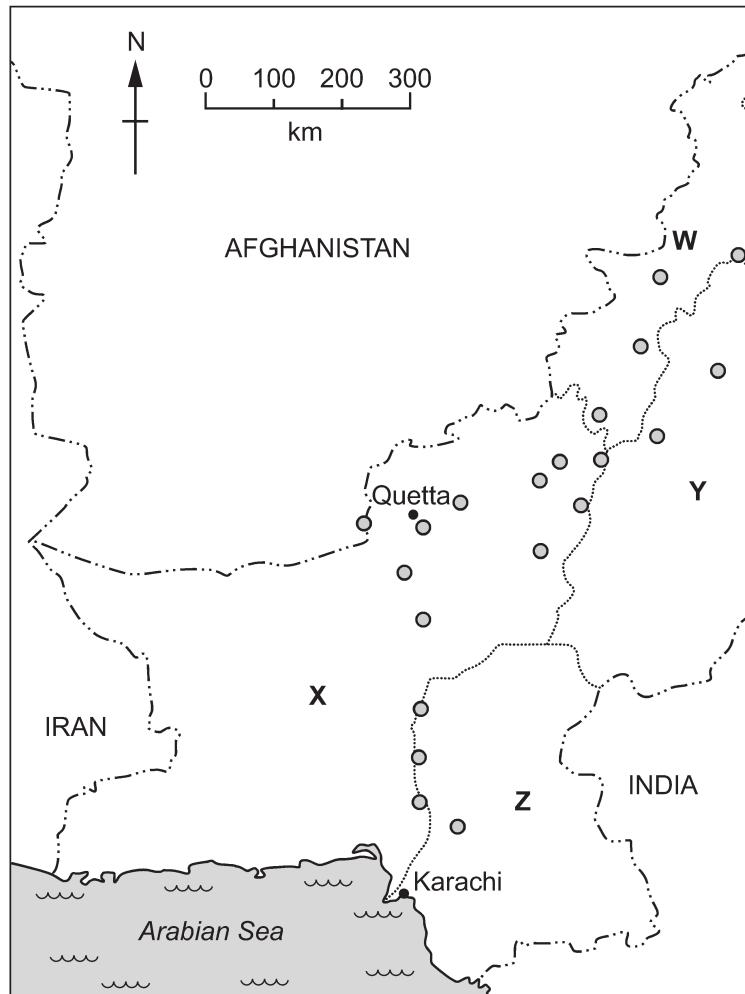 N
0 100 200 300
km
AFGHANISTAN
W
Quetta
Y
X
IRAN
Z
INDIA
Karachi
Arabian Sea